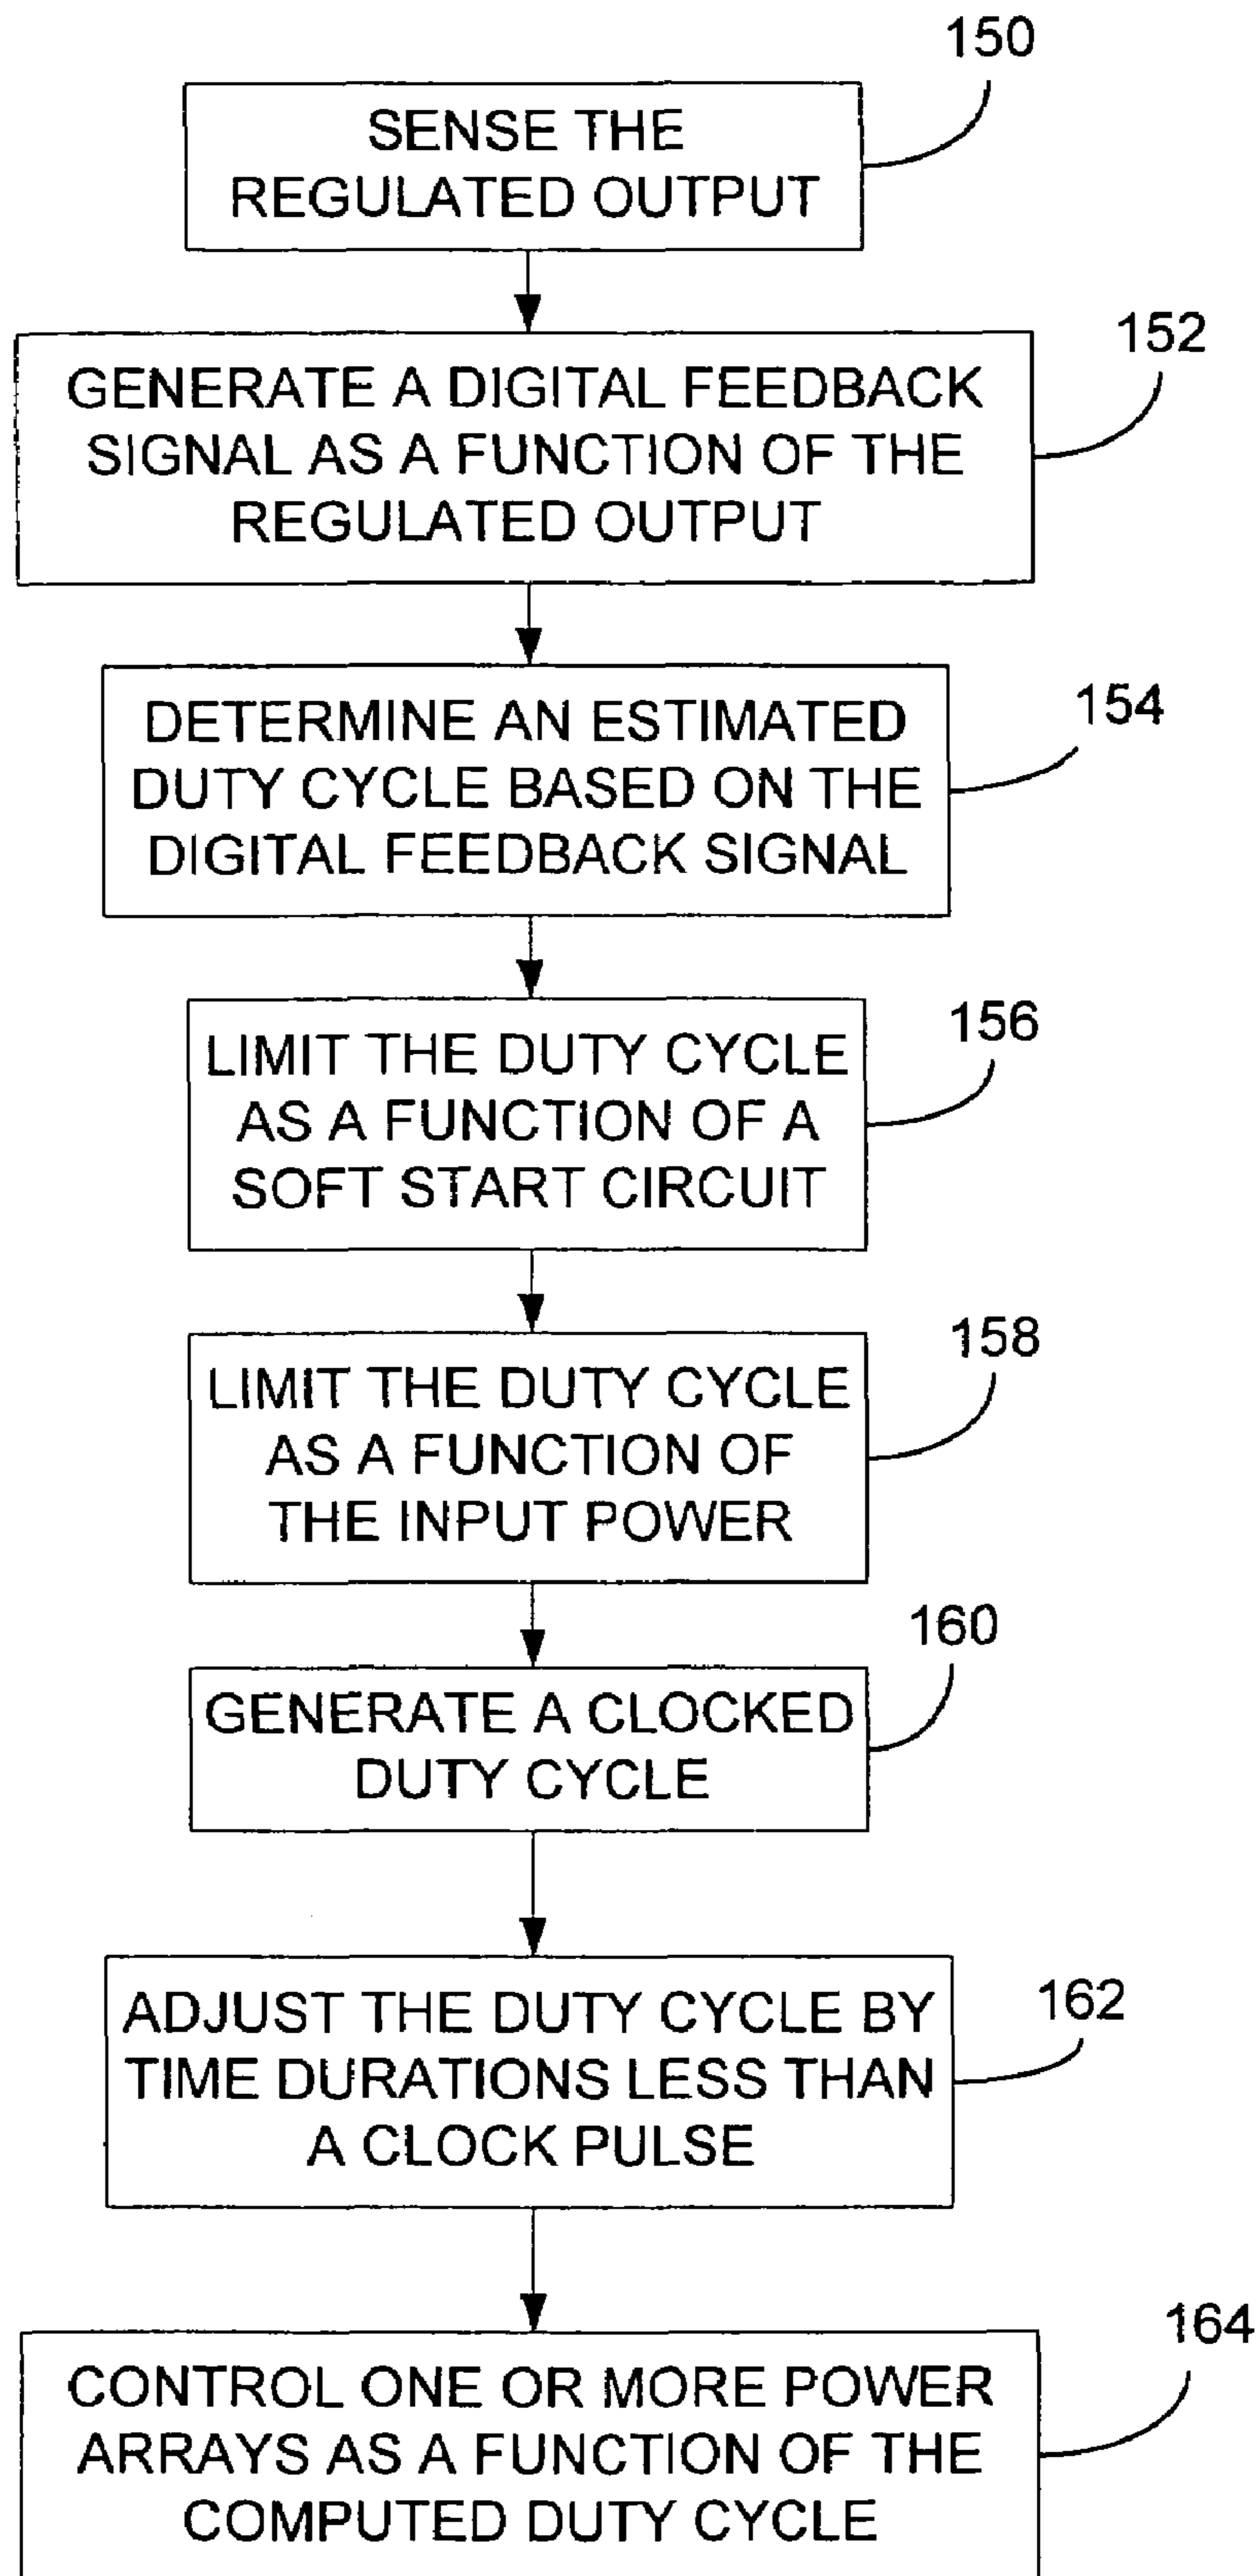 150
SENSE THE
REGULATED OUTPUT
152
GENERATE A DIGITAL FEEDBACK
SIGNAL AS A FUNCTION OF THE
REGULATED OUTPUT
154
DETERMINE AN ESTIMATED
DUTY CYCLE BASED ON THE
DIGITAL FEEDBACK SIGNAL
156
LIMIT THE DUTY CYCLE
AS A FUNCTION OF A
SOFT START CIRCUIT
158
LIMIT THE DUTY CYCLE
AS A FUNCTION OF
THE INPUT POWER
160
GENERATE A CLOCKED
DUTY CYCLE
162
ADJUST THE DUTY CYCLE BY
TIME DURATIONS LESS THAN
A CLOCK PULSE
164
CONTROL ONE OR MORE POWER
ARRAYS AS A FUNCTION OF THE
COMPUTED DUTY CYCLE